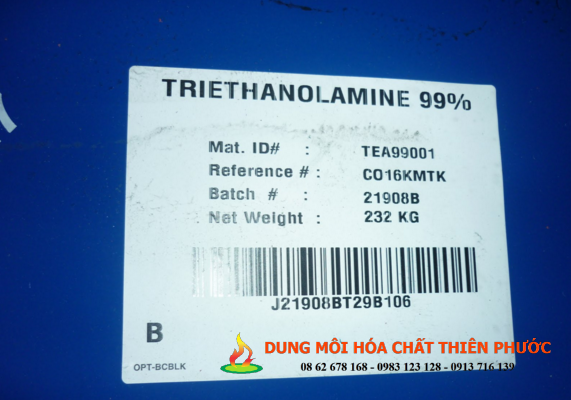 TRIETHANOLAMINE 99%
Mat. ID# : TEA99001
Reference # : CO16KMTK
Batch # : 21908B
Net Weight : 232 KG
J21908BT29B106
B
OPT-BCBLK
DUNG MÔI HÓA CHẤT THIÊN PHƯỚC
08 62 678 168 - 0983 123 128 - 0913 716 139